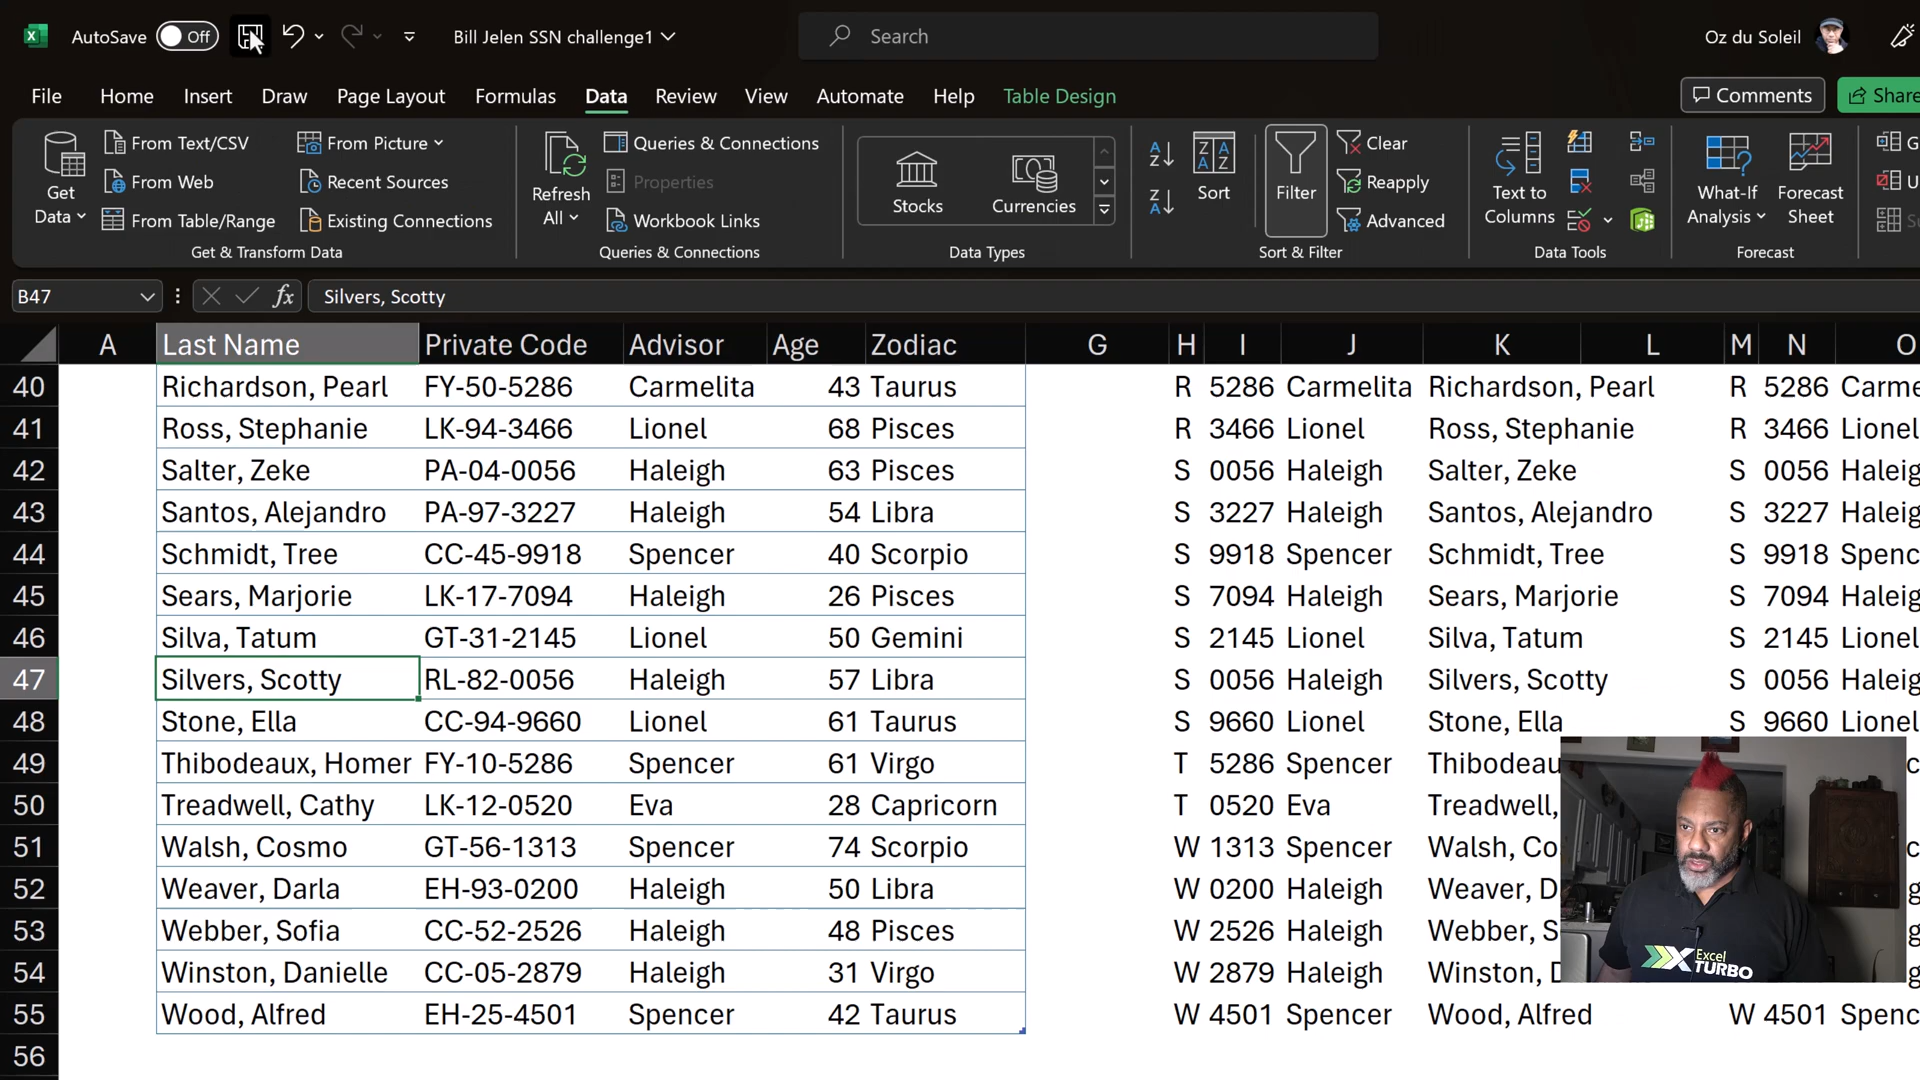 AutoSave Off Bill Jelen SSN challenge1 Search Oz du Soleil
File Home Insert Draw Page Layout Formulas Data Review View Automate Help Table Design Comments Share
Get Data
From Text/CSV
From Web
From Table/Range
From Picture
Recent Sources
Existing Connections
Get & Transform Data
Refresh All
Queries & Connections
Properties
Workbook Links
Queries & Connections
Stocks
Currencies
Data Types
Sort
Filter
Clear
Reapply
Advanced
Sort & Filter
Text to
Columns
Data Tools
What-If
Analysis
Forecast
Sheet
Forecast
B47 fx Silvers, Scotty
A Last Name Private Code Advisor Age Zodiac G H I J K L M N O
40 Richardson, Pearl FY-50-5286 Carmelita 43 Taurus R 5286 Carmelita Richardson, Pearl R 5286 Carme
41 Ross, Stephanie LK-94-3466 Lionel 68 Pisces R 3466 Lionel Ross, Stephanie R 3466 Lionel
42 Salter, Zeke PA-04-0056 Haleigh 63 Pisces S 0056 Haleigh Salter, Zeke S 0056 Haleig
43 Santos, Alejandro PA-97-3227 Haleigh 54 Libra S 3227 Haleigh Santos, Alejandro S 3227 Haleig
44 Schmidt, Tree CC-45-9918 Spencer 40 Scorpio S 9918 Spencer Schmidt, Tree S 9918 Spenc
45 Sears, Marjorie LK-17-7094 Haleigh 26 Pisces S 7094 Haleigh Sears, Marjorie S 7094 Haleig
46 Silva, Tatum GT-31-2145 Lionel 50 Gemini S 2145 Lionel Silva, Tatum S 2145 Lionel
47 Silvers, Scotty RL-82-0056 Haleigh 57 Libra S 0056 Haleigh Silvers, Scotty S 0056 Haleig
48 Stone, Ella CC-94-9660 Lionel 61 Taurus S 9660 Lionel Stone, Ella S 9660 Lionel
49 Thibodeaux, Homer FY-10-5286 Spencer 61 Virgo T 5286 Spencer Thibodeau
50 Treadwell, Cathy LK-12-0520 Eva 28 Capricorn T 0520 Eva Treadwell,
51 Walsh, Cosmo GT-56-1313 Spencer 74 Scorpio W 1313 Spencer Walsh, Co
52 Weaver, Darla EH-93-0200 Haleigh 50 Libra W 0200 Haleigh Weaver, D
53 Webber, Sofia CC-52-2526 Haleigh 48 Pisces W 2526 Haleigh Webber, S
54 Winston, Danielle CC-05-2879 Haleigh 31 Virgo W 2879 Haleigh Winston, D
55 Wood, Alfred EH-25-4501 Spencer 42 Taurus W 4501 Spencer Wood, Alfred W 4501 Spenc
56
Excel
TURBO